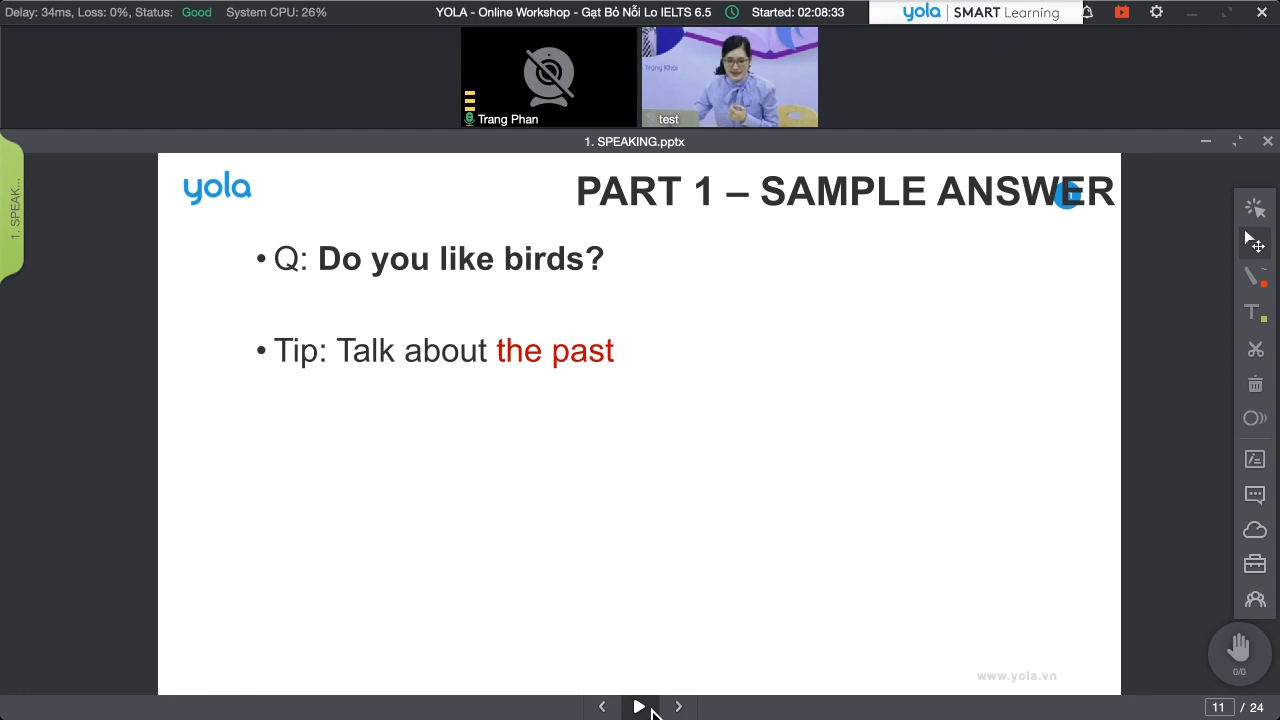 Delay: 34ms, Loss: 0%, Status: Good System CPU: 26%
YOLA - Online Workshop - Gạt Bỏ Nỗi Lo IELTS 6.5
Started: 02:08:33
yola | SMART Learning
Trang Phan
Trọng Khải
test
1. SPEAKING.pptx
1. SPEAK...
yola
PART 1 – SAMPLE ANSWER
• Q: Do you like birds?
• Tip: Talk about the past
www.yola.vn
0/0
11 / 24